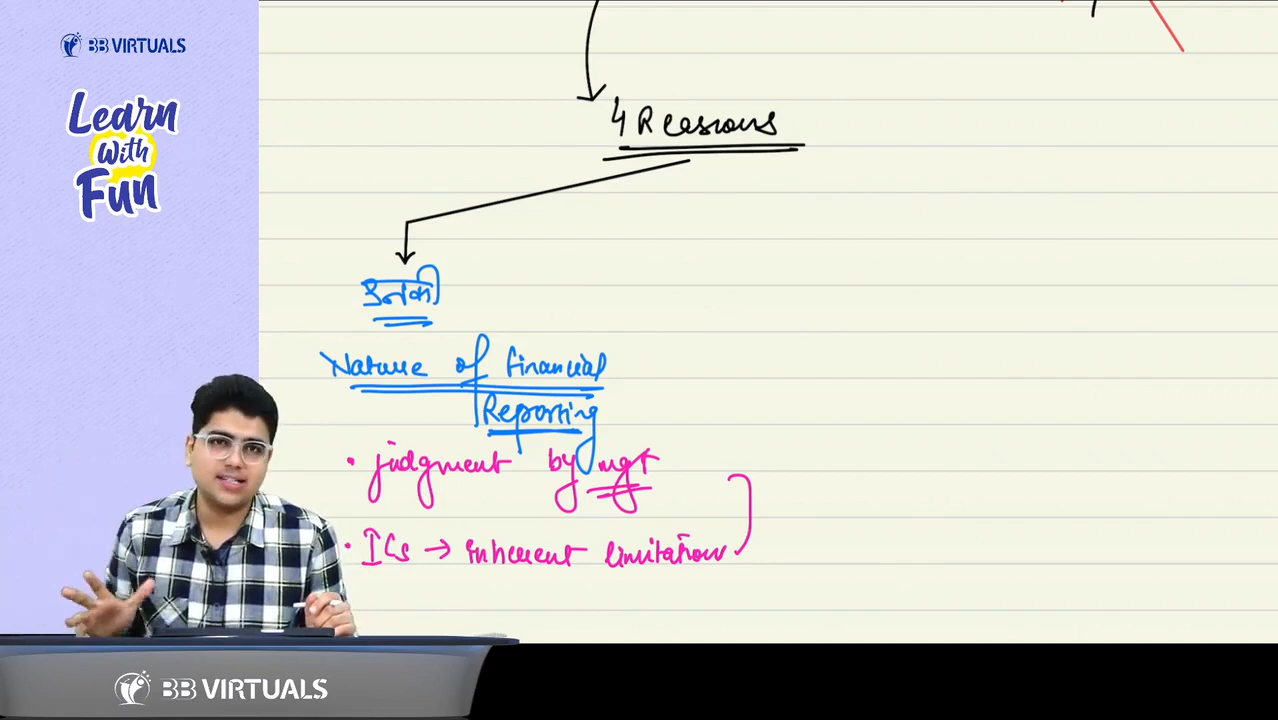 BB VIRTUALS
Learn
With
Fun
4 Reasons
उनकी
Nature of financial
Reporting
• judgment by mgt
• ICs → inherent limitation
BB VIRTUALS